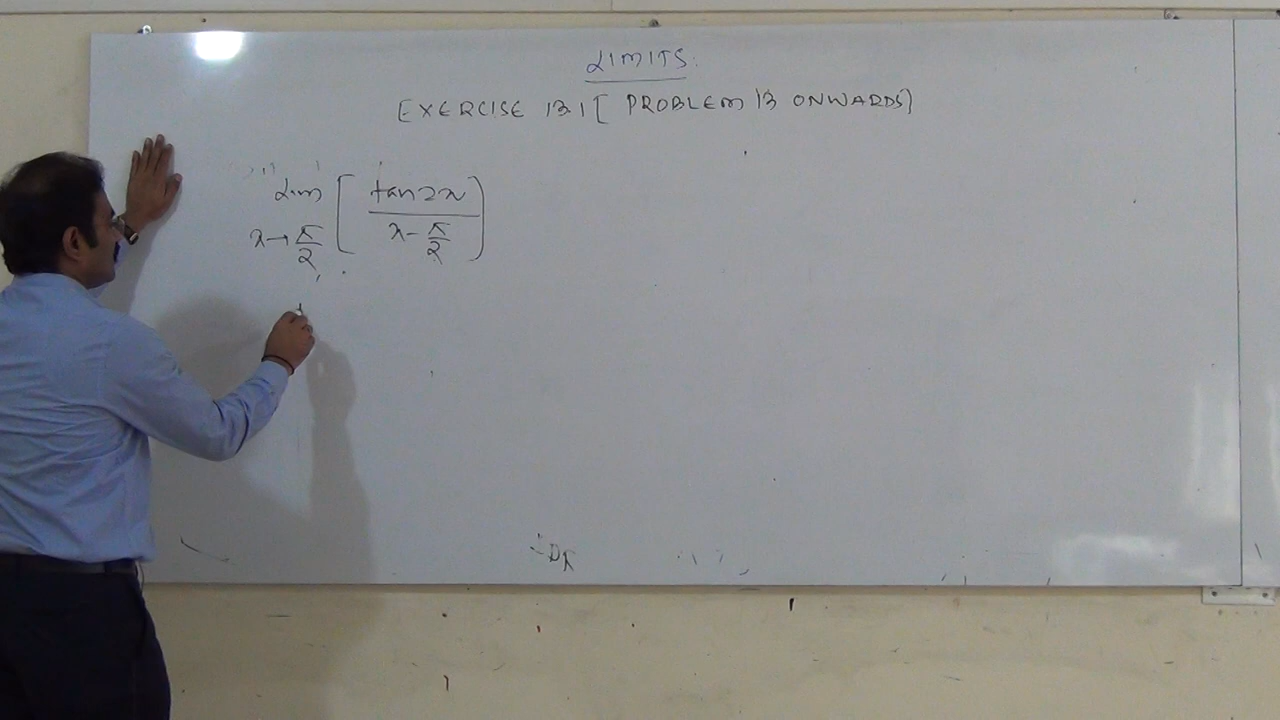 LIMITS
EXERCISE 13.1 [PROBLEM 13 ONWARDS]
lim [ tan2x
x→π/2 x-π/2 ]